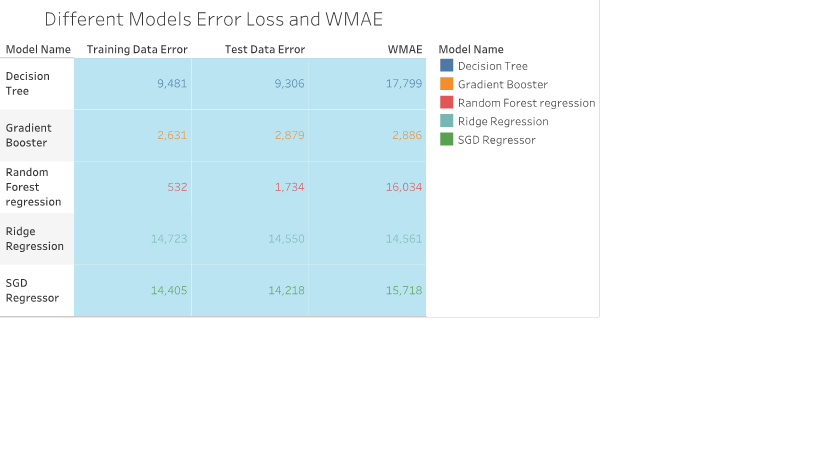 Different Models Error Loss and WMAE
Model Name Training Data Error Test Data Error WMAE
Decision
Tree
9,481 9,306 17,799
Gradient
Booster
2,631 2,879 2,886
Random
Forest
regression
532 1,734 16,034
Ridge
Regression
14,723 14,550 14,561
SGD
Regressor
14,405 14,218 15,718
Model Name
Decision Tree
Gradient Booster
Random Forest regression
Ridge Regression
SGD Regressor